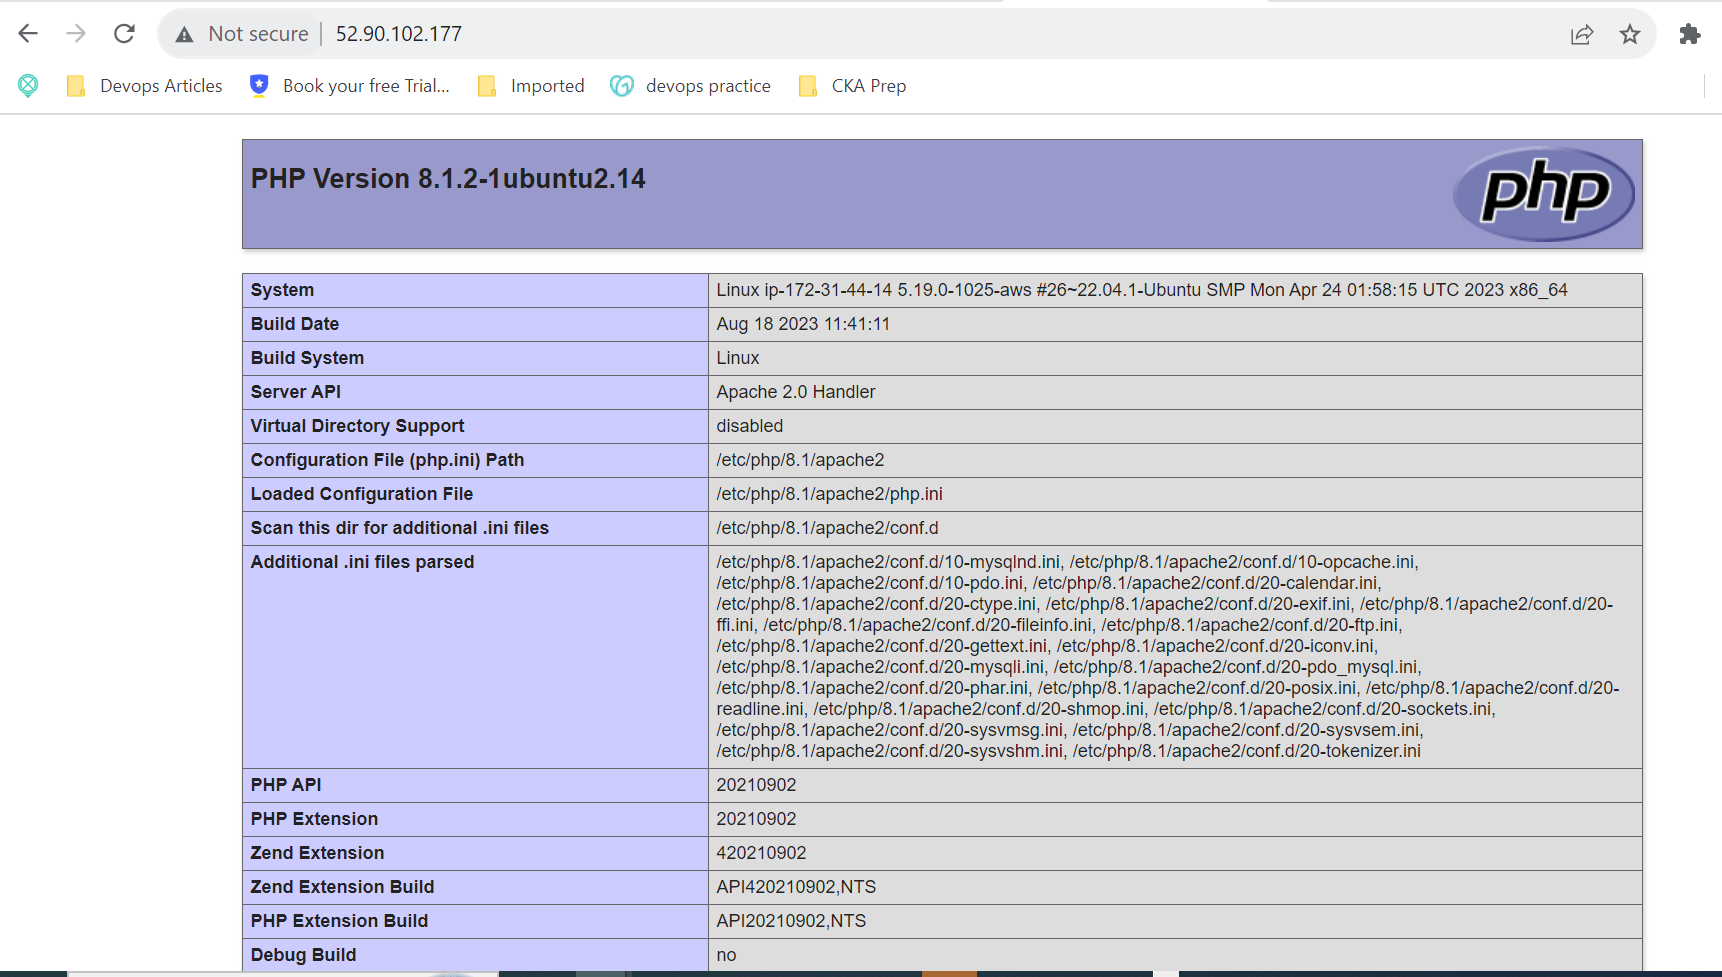 Not secure 52.90.102.177
Devops Articles Book your free Trial... Imported devops practice CKA Prep
PHP Version 8.1.2-1ubuntu2.14
php
System Linux ip-172-31-44-14 5.19.0-1025-aws #26~22.04.1-Ubuntu SMP Mon Apr 24 01:58:15 UTC 2023 x86_64
Build Date Aug 18 2023 11:41:11
Build System Linux
Server API Apache 2.0 Handler
Virtual Directory Support disabled
Configuration File (php.ini) Path /etc/php/8.1/apache2
Loaded Configuration File /etc/php/8.1/apache2/php.ini
Scan this dir for additional .ini files /etc/php/8.1/apache2/conf.d
Additional .ini files parsed /etc/php/8.1/apache2/conf.d/10-mysqlnd.ini, /etc/php/8.1/apache2/conf.d/10-opcache.ini,
/etc/php/8.1/apache2/conf.d/10-pdo.ini, /etc/php/8.1/apache2/conf.d/20-calendar.ini,
/etc/php/8.1/apache2/conf.d/20-ctype.ini, /etc/php/8.1/apache2/conf.d/20-exif.ini, /etc/php/8.1/apache2/conf.d/20-
ffi.ini, /etc/php/8.1/apache2/conf.d/20-fileinfo.ini, /etc/php/8.1/apache2/conf.d/20-ftp.ini,
/etc/php/8.1/apache2/conf.d/20-gettext.ini, /etc/php/8.1/apache2/conf.d/20-iconv.ini,
/etc/php/8.1/apache2/conf.d/20-mysqli.ini, /etc/php/8.1/apache2/conf.d/20-pdo_mysql.ini,
/etc/php/8.1/apache2/conf.d/20-phar.ini, /etc/php/8.1/apache2/conf.d/20-posix.ini, /etc/php/8.1/apache2/conf.d/20-
readline.ini, /etc/php/8.1/apache2/conf.d/20-shmop.ini, /etc/php/8.1/apache2/conf.d/20-sockets.ini,
/etc/php/8.1/apache2/conf.d/20-sysvmsg.ini, /etc/php/8.1/apache2/conf.d/20-sysvsem.ini,
/etc/php/8.1/apache2/conf.d/20-sysvshm.ini, /etc/php/8.1/apache2/conf.d/20-tokenizer.ini
PHP API 20210902
PHP Extension 20210902
Zend Extension 420210902
Zend Extension Build API420210902,NTS
PHP Extension Build API20210902,NTS
Debug Build no